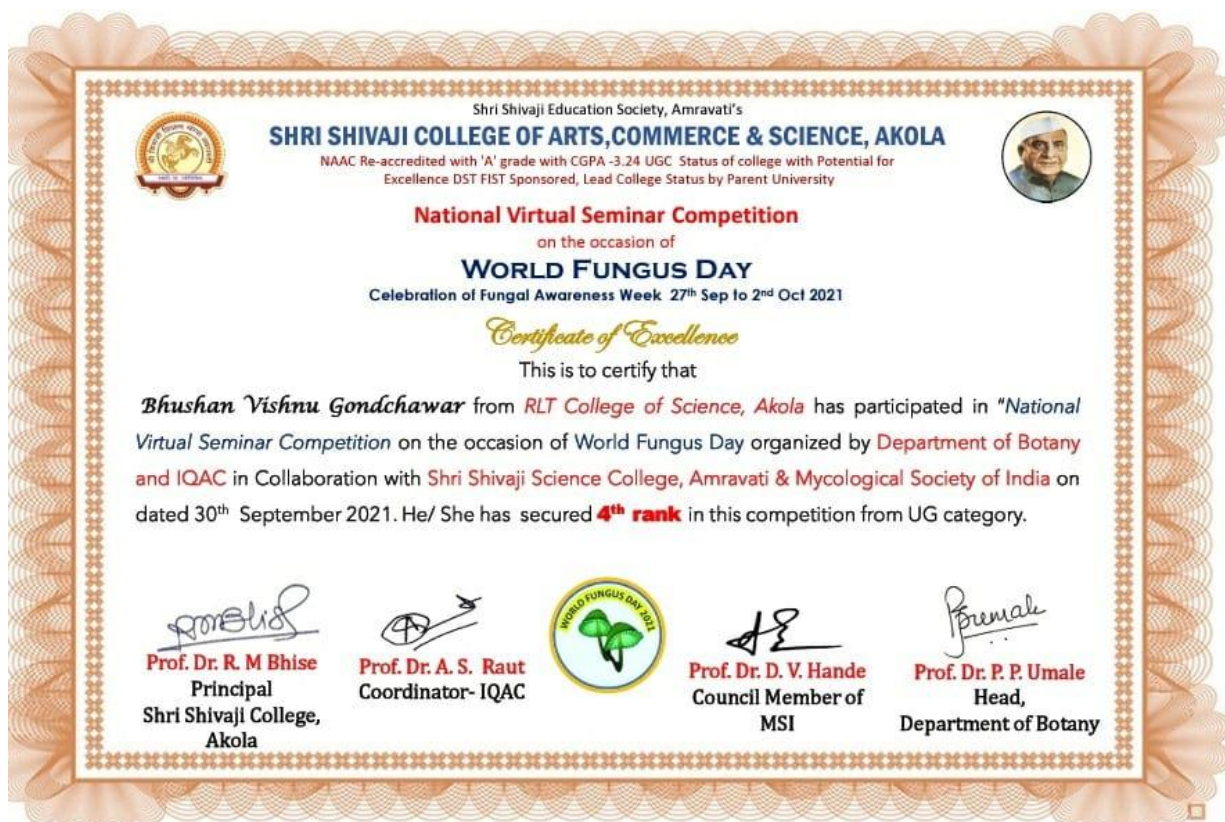 Shri Shivaji Education Society, Amravati's
SHRI SHIVAJI COLLEGE OF ARTS,COMMERCE & SCIENCE, AKOLA
NAAC Re-accredited with 'A' grade with CGPA -3.24 UGC Status of college with Potential for
Excellence DST FIST Sponsored, Lead College Status by Parent University
National Virtual Seminar Competition
on the occasion of
WORLD FUNGUS DAY
Celebration of Fungal Awareness Week 27th Sep to 2nd Oct 2021
Certificate of Excellence
This is to certify that
Bhushan Vishnu Gondchawar from RLT College of Science, Akola has participated in "National
Virtual Seminar Competition on the occasion of World Fungus Day organized by Department of Botany
and IQAC in Collaboration with Shri Shivaji Science College, Amravati & Mycological Society of India on
dated 30th September 2021. He/ She has secured 4th rank in this competition from UG category.
WORLD FUNGUS DAY 2021
Prof. Dr. R. M Bhise
Principal
Shri Shivaji College,
Akola
Prof. Dr. A. S. Raut
Coordinator- IQAC
Prof. Dr. D. V. Hande
Council Member of
MSI
Prof. Dr. P. P. Umale
Head,
Department of Botany